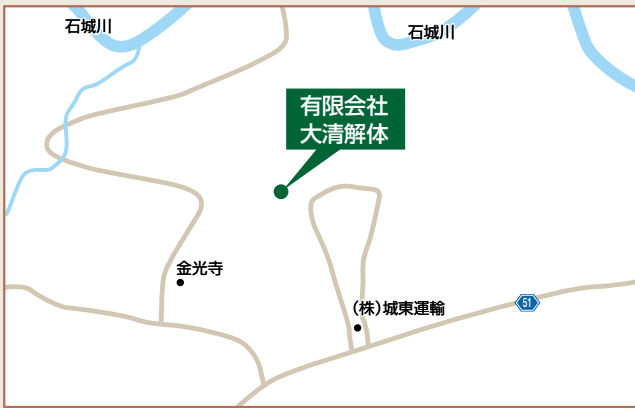 石城川
石城川
有限会社
大清解体
金光寺
(株)城東運輸
51